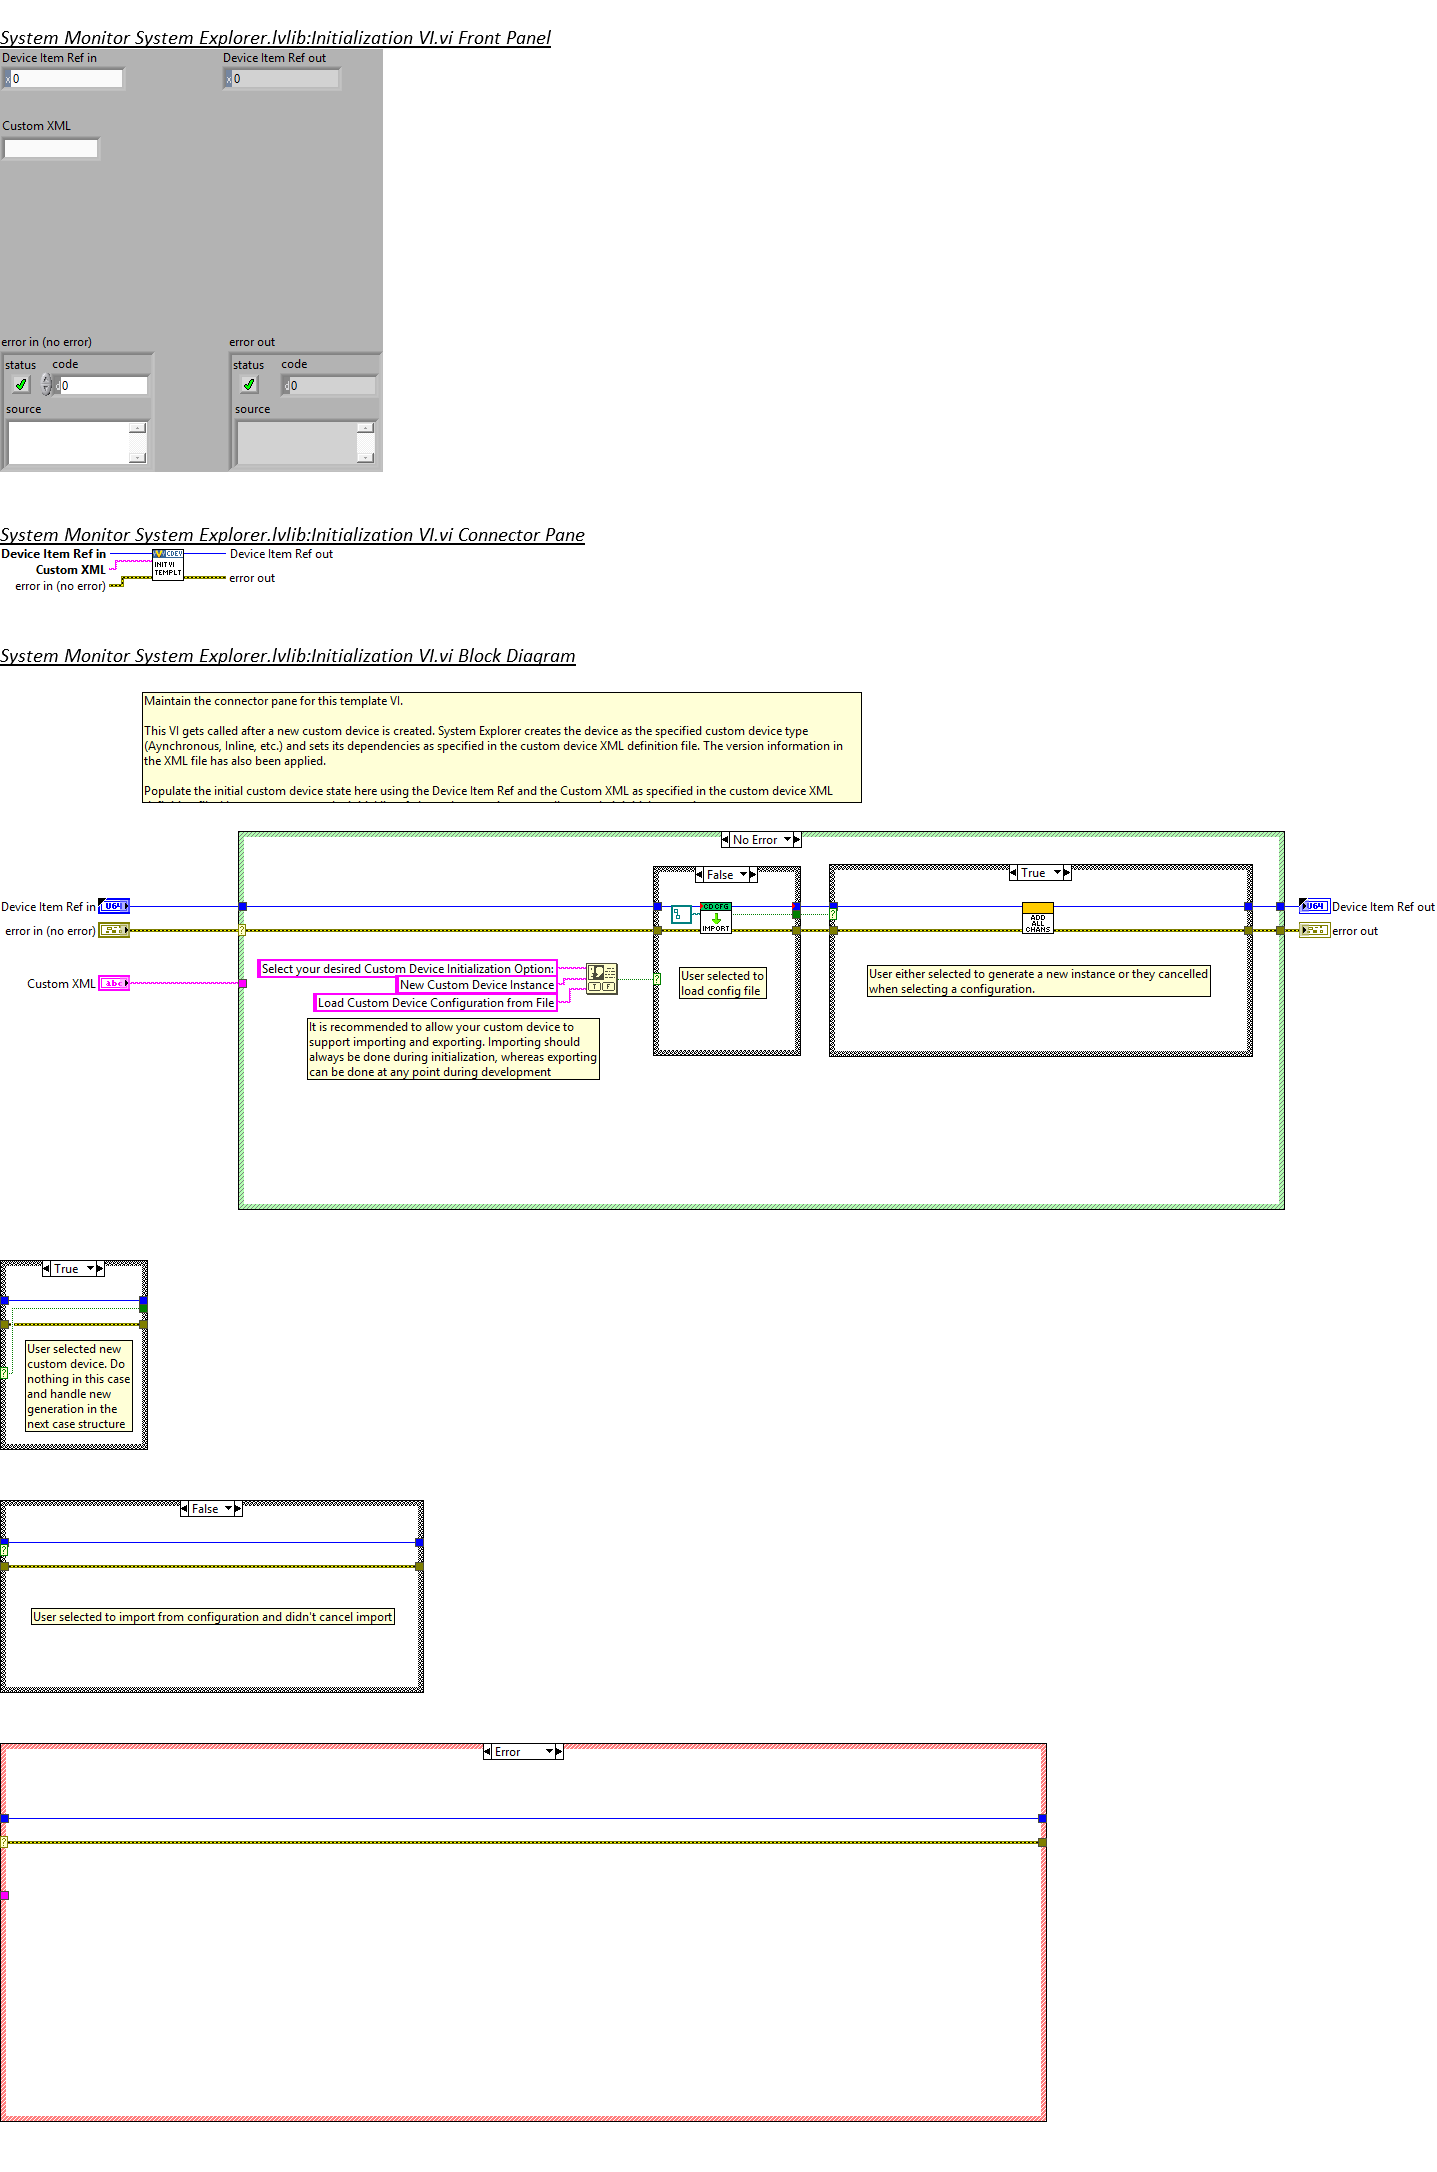 System Monitor System Explorer.lvlib:Initialization VI.vi Front Panel
Device Item Ref in
Device Item Ref out
x 0
x 0
Custom XML
error in (no error)
error out
status code
status code
d 0
d 0
source
source
System Monitor System Explorer.lvlib:Initialization VI.vi Connector Pane
Device Item Ref in
Custom XML
error in (no error)
CDEV
INIT VI
TEMPLT
Device Item Ref out
error out
System Monitor System Explorer.lvlib:Initialization VI.vi Block Diagram
Maintain the connector pane for this template VI.
This VI gets called after a new custom device is created. System Explorer creates the device as the specified custom device type
(Aynchronous, Inline, etc.) and sets its dependencies as specified in the custom device XML definition file. The version information in
the XML file has also been applied.
Populate the initial custom device state here using the Device Item Ref and the Custom XML as specified in the custom device XML
No Error
False
True
Device Item Ref in
U64
error in (no error)
Custom XML
abc
CD CFG
IMPORT
ADD
ALL
CHANS
U64
Device Item Ref out
error out
Select your desired Custom Device Initialization Option:
New Custom Device Instance
Load Custom Device Configuration from File
T F
?
?
?
User selected to
load config file
User either selected to generate a new instance or they cancelled
when selecting a configuration.
It is recommended to allow your custom device to
support importing and exporting. Importing should
always be done during initialization, whereas exporting
can be done at any point during development
True
?
User selected new
custom device. Do
nothing in this case
and handle new
generation in the
next case structure
False
?
User selected to import from configuration and didn't cancel import
Error
?